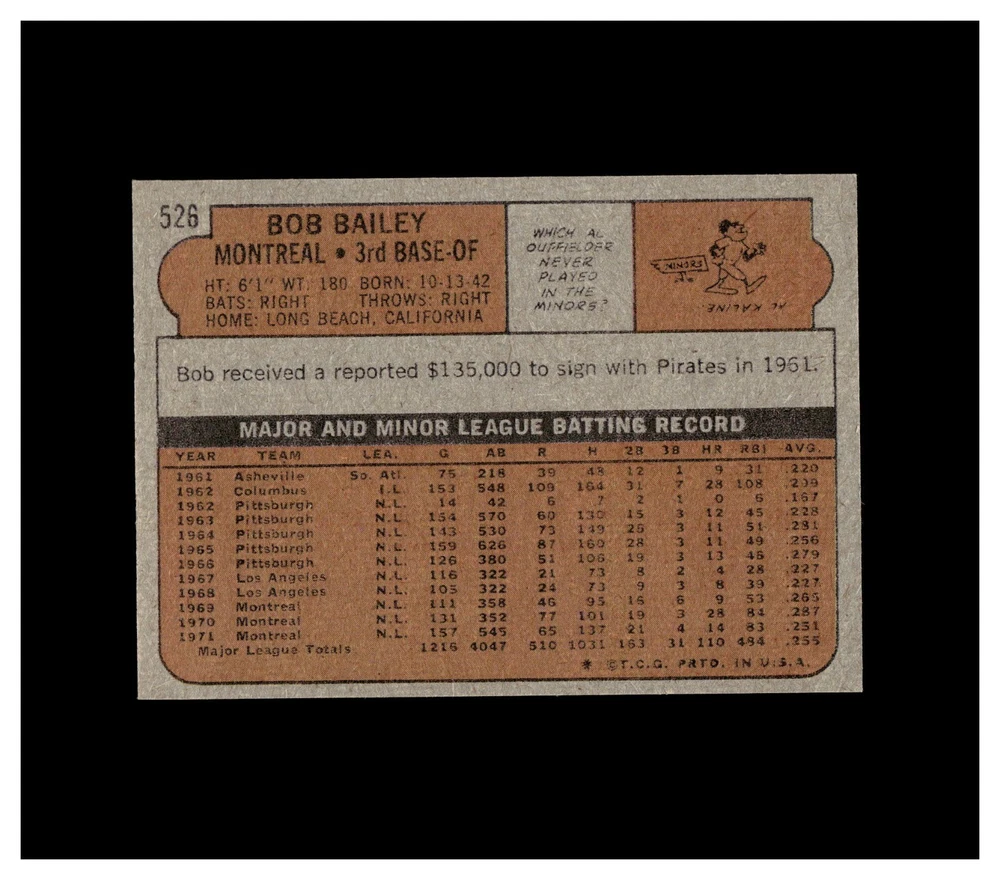 526
BOB BAILEY
MONTREAL • 3rd BASE-OF
HT: 6'1" WT: 180 BORN: 10-13-42
BATS: RIGHT THROWS: RIGHT
HOME: LONG BEACH, CALIFORNIA
WHICH AL
OUTFIELDER
NEVER
PLAYED
IN THE
MINORS?
AL KALINE.
Bob received a reported $135,000 to sign with Pirates in 1961.
MAJOR AND MINOR LEAGUE BATTING RECORD
YEAR TEAM LEA. G AB R H 2B 3B HR RBI AVG.
1961 Asheville So. Atl. 75 218 39 48 12 1 9 31 .220
1962 Columbus I.L. 153 548 109 164 31 7 28 108 .299
1962 Pittsburgh N.L. 14 42 6 7 2 1 0 6 .167
1963 Pittsburgh N.L. 154 570 60 130 15 3 12 45 .228
1964 Pittsburgh N.L. 143 530 73 149 26 3 11 51 .281
1965 Pittsburgh N.L. 159 626 87 160 28 3 11 49 .256
1966 Pittsburgh N.L. 126 380 51 106 19 3 13 46 .279
1967 Los Angeles N.L. 116 322 21 73 8 2 4 28 .227
1968 Los Angeles N.L. 105 322 24 73 9 3 8 39 .227
1969 Montreal N.L. 111 358 46 95 16 6 9 53 .265
1970 Montreal N.L. 131 352 77 101 19 3 28 84 .287
1971 Montreal N.L. 157 545 65 137 21 4 14 83 .251
Major League Totals 1216 4047 510 1031 163 31 110 484 .255
* ©T.C.G. PRTD. IN U.S.A.